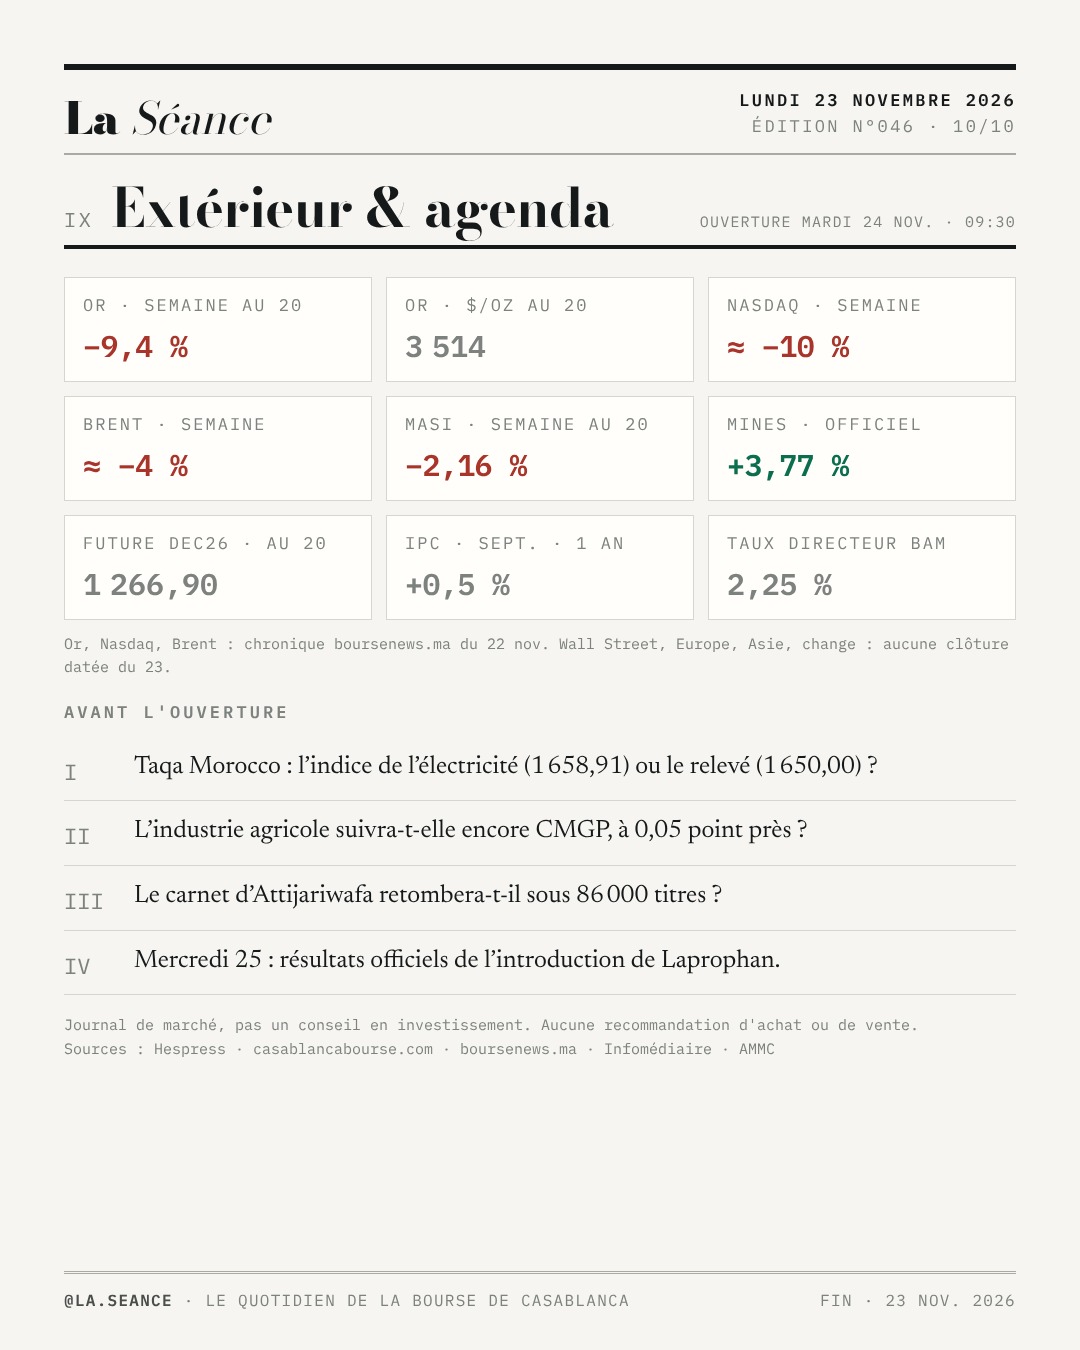 La Séance
LUNDI 23 NOVEMBRE 2026
ÉDITION N°046 · 10/10
IX Extérieur & agenda
OUVERTURE MARDI 24 NOV. · 09:30
OR · SEMAINE AU 20
−9,4 %
OR · $/OZ AU 20
3 514
NASDAQ · SEMAINE
≈ −10 %
BRENT · SEMAINE
≈ −4 %
MASI · SEMAINE AU 20
−2,16 %
MINES · OFFICIEL
+3,77 %
FUTURE DEC26 · AU 20
1 266,90
IPC · SEPT. · 1 AN
+0,5 %
TAUX DIRECTEUR BAM
2,25 %
Or, Nasdaq, Brent : chronique boursenews.ma du 22 nov. Wall Street, Europe, Asie, change : aucune clôture
datée du 23.
AVANT L'OUVERTURE
I Taqa Morocco : l’indice de l’électricité (1 658,91) ou le relevé (1 650,00) ?
II L’industrie agricole suivra-t-elle encore CMGP, à 0,05 point près ?
III Le carnet d’Attijariwafa retombera-t-il sous 86 000 titres ?
IV Mercredi 25 : résultats officiels de l’introduction de Laprophan.
Journal de marché, pas un conseil en investissement. Aucune recommandation d'achat ou de vente.
Sources : Hespress · casablancabourse.com · boursenews.ma · Infomédiaire · AMMC
@LA.SEANCE · LE QUOTIDIEN DE LA BOURSE DE CASABLANCA
FIN · 23 NOV. 2026